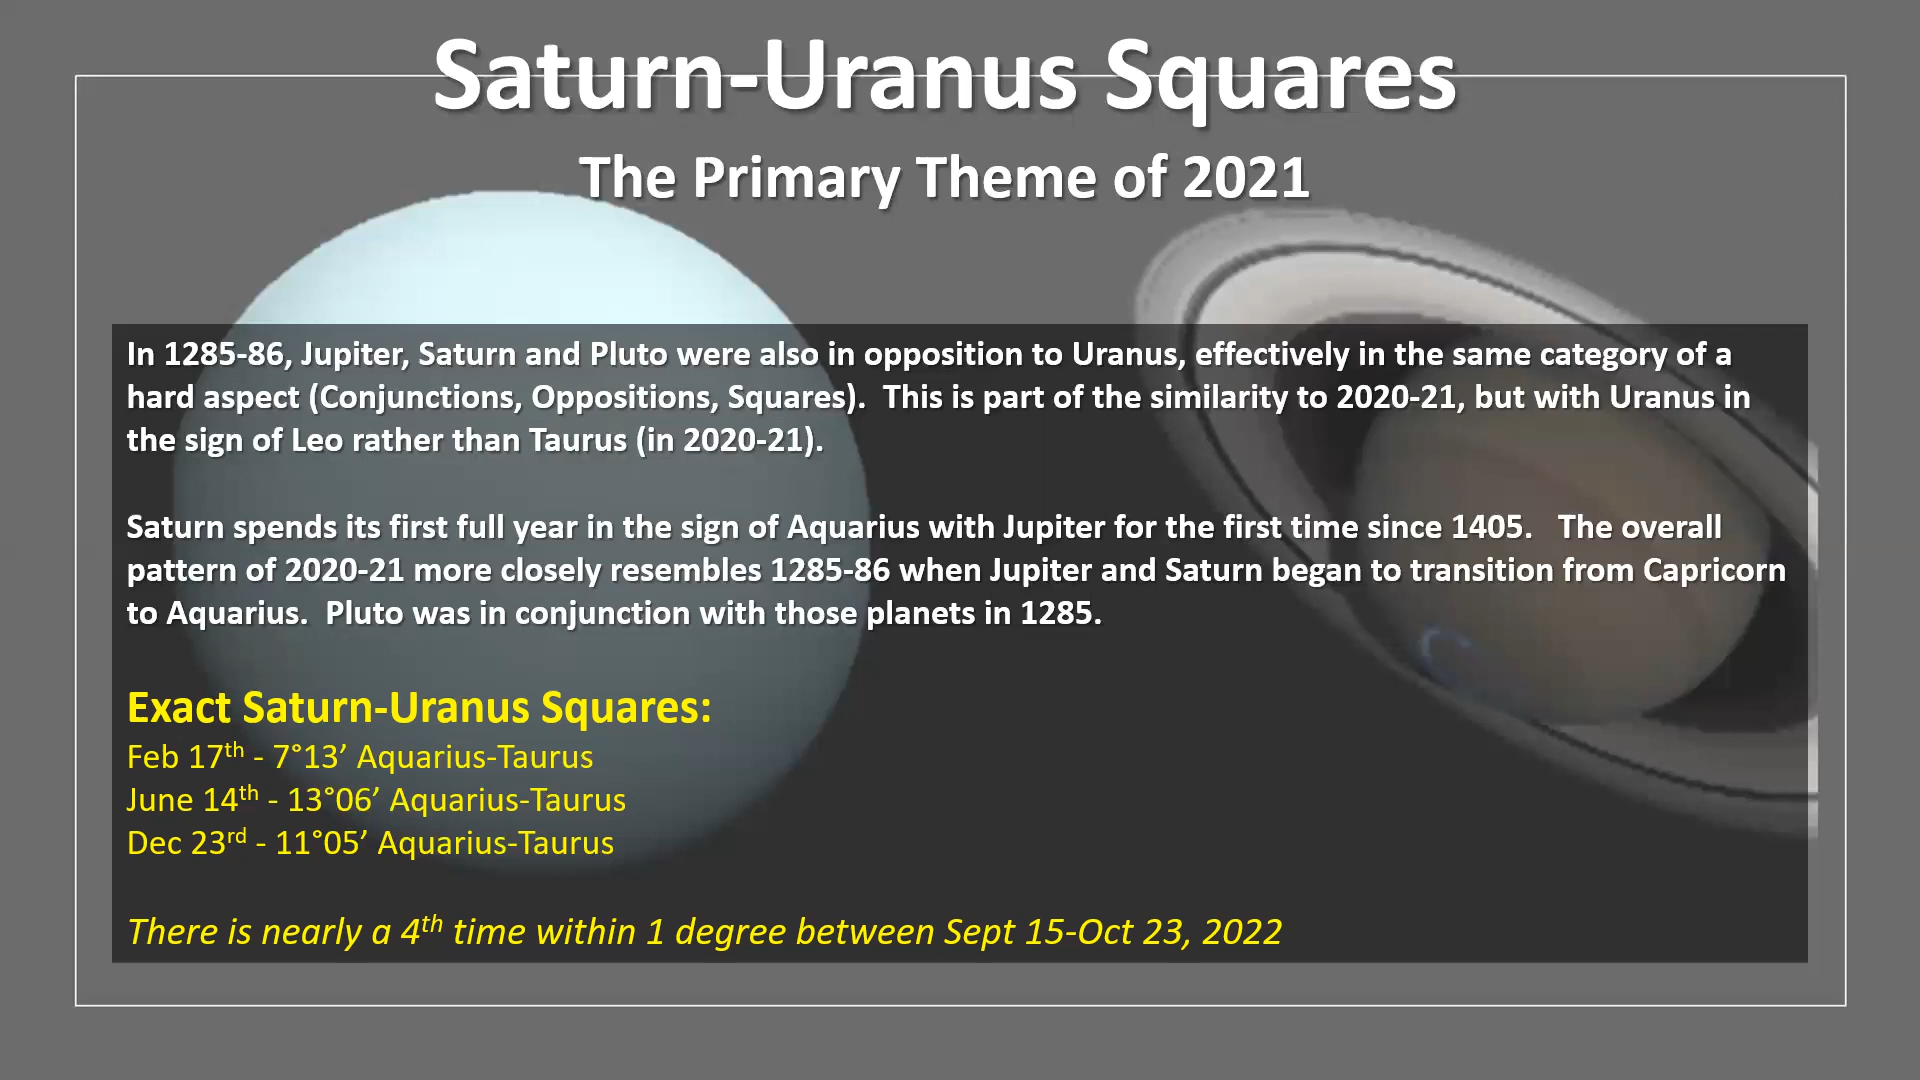 Saturn-Uranus Squares
The Primary Theme of 2021
In 1285-86, Jupiter, Saturn and Pluto were also in opposition to Uranus, effectively in the same category of a
hard aspect (Conjunctions, Oppositions, Squares).  This is part of the similarity to 2020-21, but with Uranus in
the sign of Leo rather than Taurus (in 2020-21).
Saturn spends its first full year in the sign of Aquarius with Jupiter for the first time since 1405.   The overall
pattern of 2020-21 more closely resembles 1285-86 when Jupiter and Saturn began to transition from Capricorn
to Aquarius.  Pluto was in conjunction with those planets in 1285.
Exact Saturn-Uranus Squares:
Feb 17th - 7°13’ Aquarius-Taurus
June 14th - 13°06’ Aquarius-Taurus
Dec 23rd - 11°05’ Aquarius-Taurus
There is nearly a 4th time within 1 degree between Sept 15-Oct 23, 2022